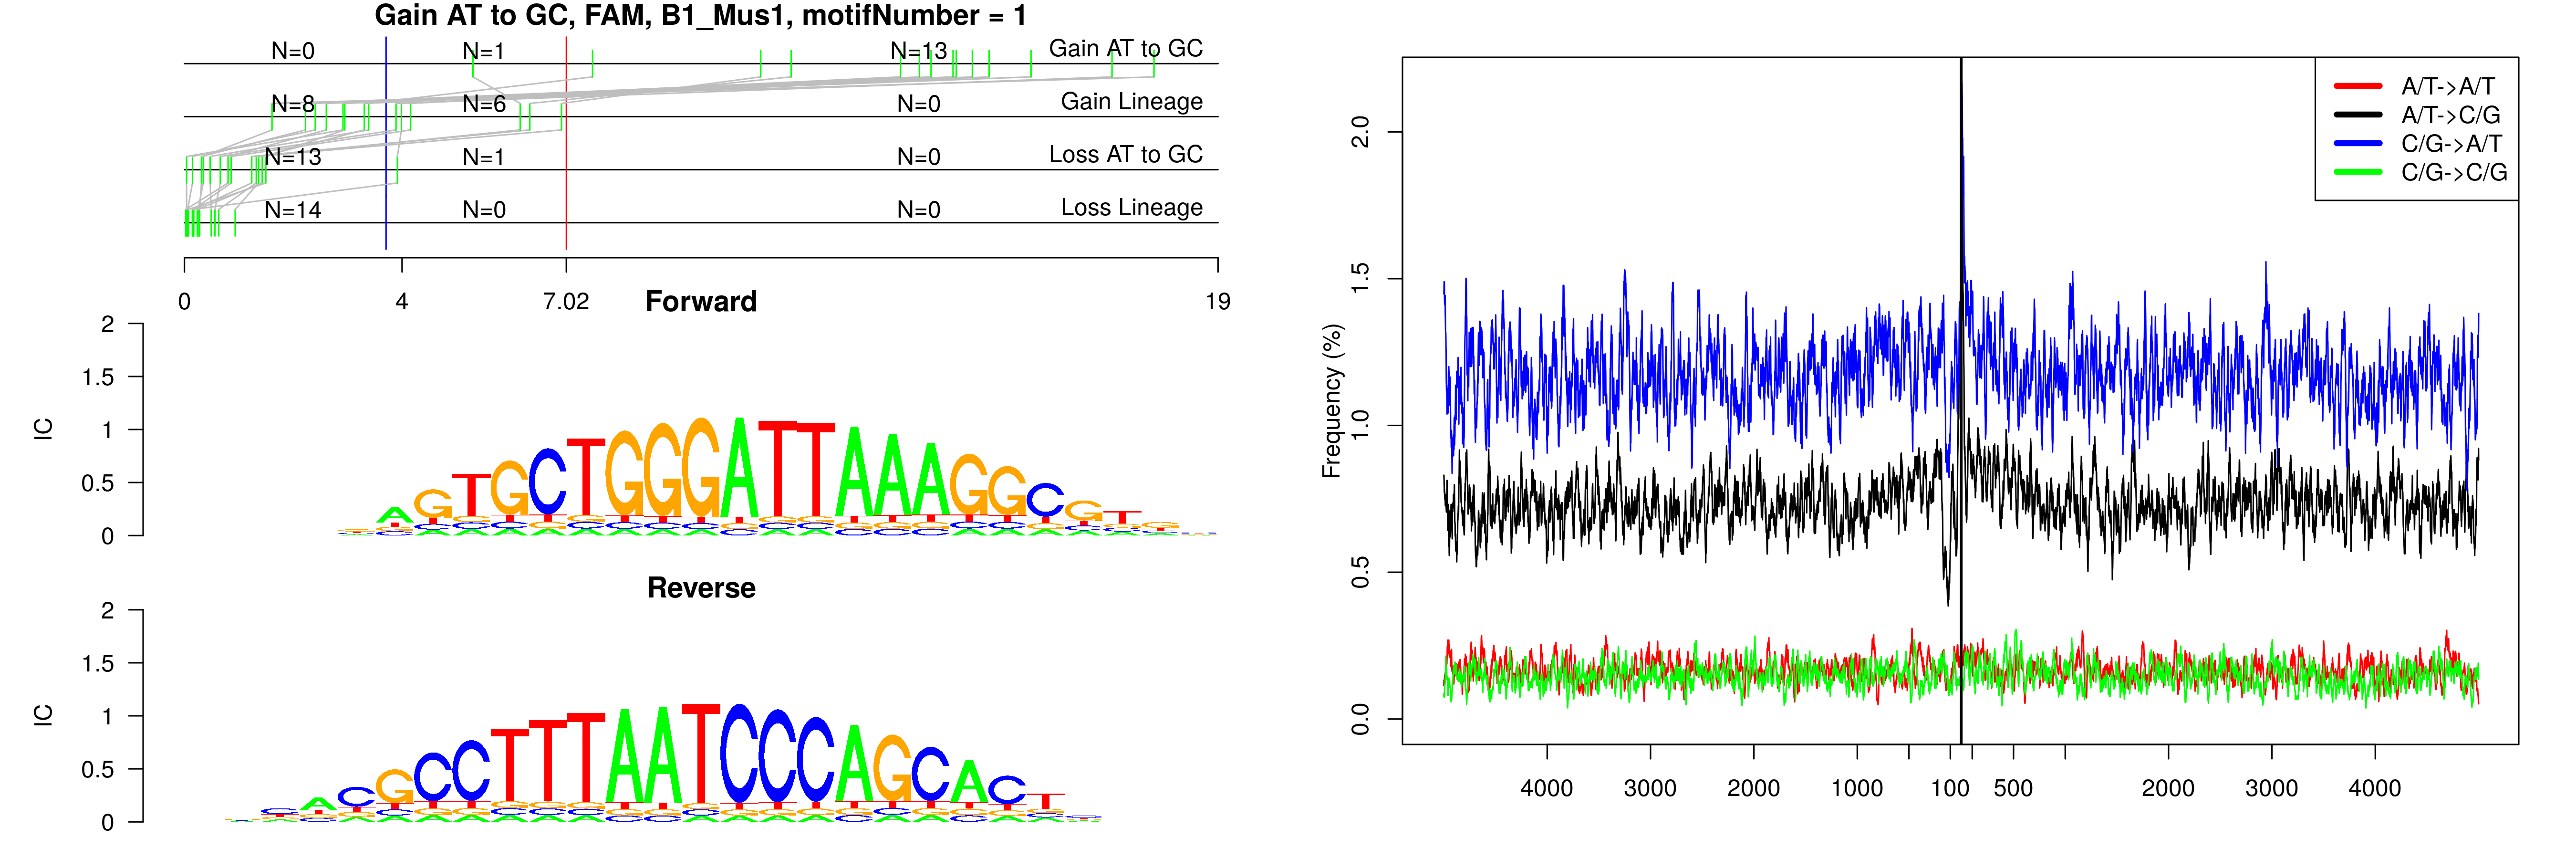 Gain AT to GC, FAM, B1_Mus1, motifNumber = 1
N=0 N=1 N=13 Gain AT to GC
N=8 N=6 N=0 Gain Lineage
N=13 N=1 N=0 Loss AT to GC
N=14 N=0 N=0 Loss Lineage
0 4 7.02 19
Forward
IC
2
1.5
1
0.5
0
AGTGCTGGGATTAAAGGCGT
Reverse
IC
2
1.5
1
0.5
0
ACGCCTTTAATCCCAGCACT
Frequency (%)
2.0
1.5
1.0
0.5
0.0
A/T->A/T
A/T->C/G
C/G->A/T
C/G->C/G
4000 3000 2000 1000 100 500 2000 3000 4000